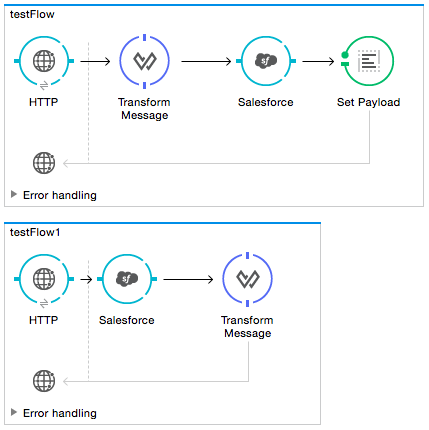 testFlow
HTTP
Transform
Message
Salesforce
Set Payload
Error handling
testFlow1
HTTP
Salesforce
Transform
Message
Error handling